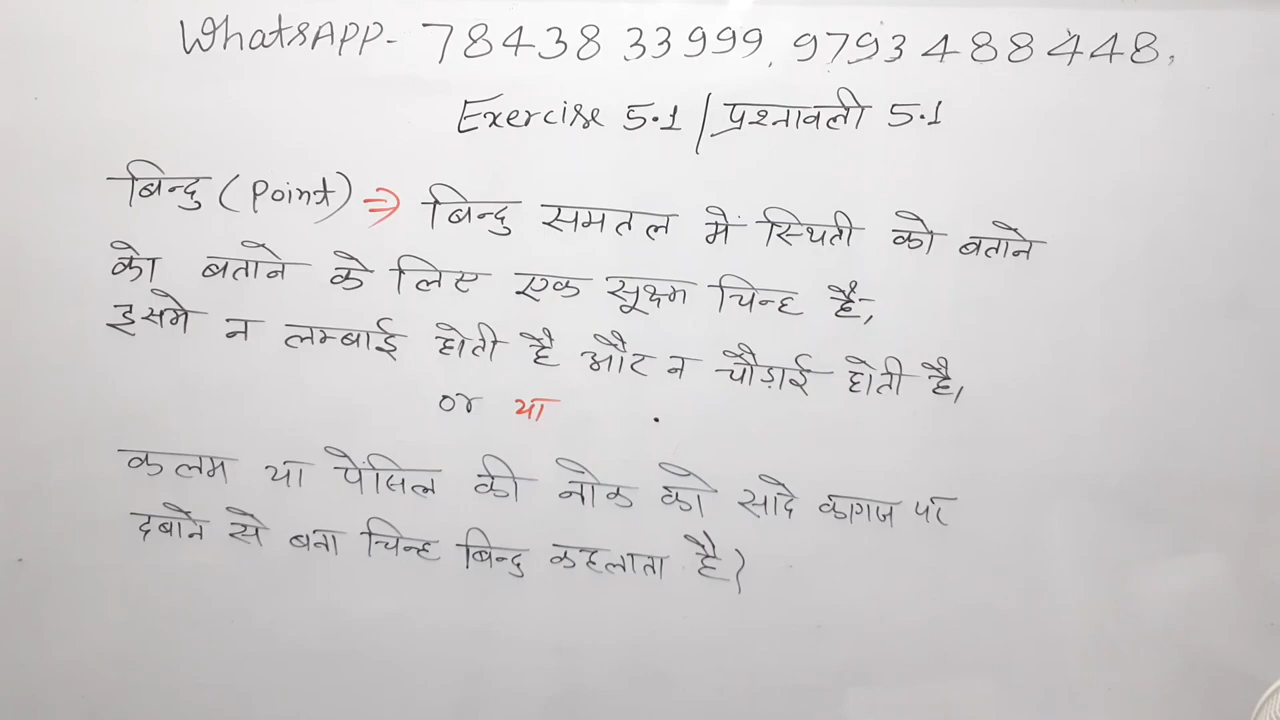 WhatsAPP- 7843833999, 9793488448,
Exercise 5.1 / प्रश्नावली 5.1
बिन्दु (Point) ⇒ बिन्दु समतल में स्थिती को बताने
को बताने के लिए एक सूक्ष्म चिन्ह है,
इसमे न लम्बाई होती है और न चौड़ाई होती है,
or या .
कलम या पेंसिल की नोक को सादे कागज पर
दबाने से बना चिन्ह बिन्दु कहलाता है।